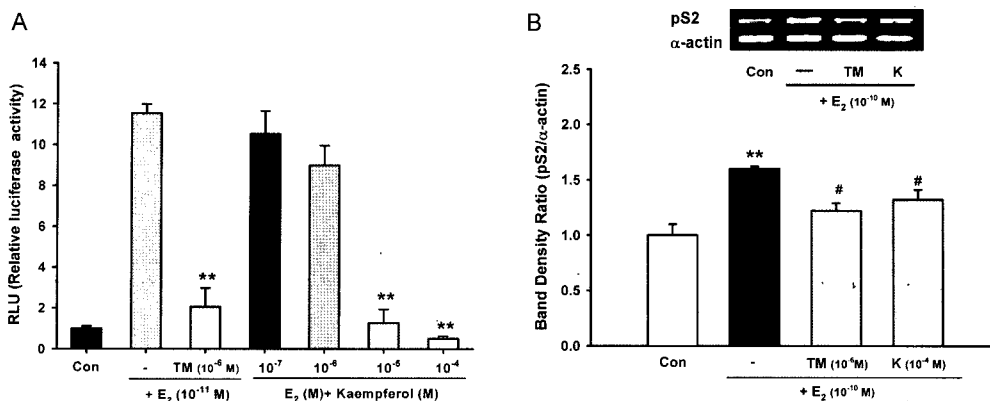 A
RLU (Relative luciferase activity)
14
12
10
8
6
4
2
0
**
**
**
Con
-
TM (10⁻⁶ M)
10⁻⁷
10⁻⁶
10⁻⁵
10⁻⁴
+ E₂ (10⁻¹¹ M)
E₂ (M)+ Kaempferol (M)
B
pS2
α-actin
Con
—
TM
K
+ E₂ (10⁻¹⁰ M)
Band Density Ratio (pS2/α-actin)
2.5
2.0
1.5
1.0
0.5
0.0
**
#
#
Con
-
TM (10⁻⁶M)
K (10⁻⁴ M)
+ E₂ (10⁻¹⁰ M)